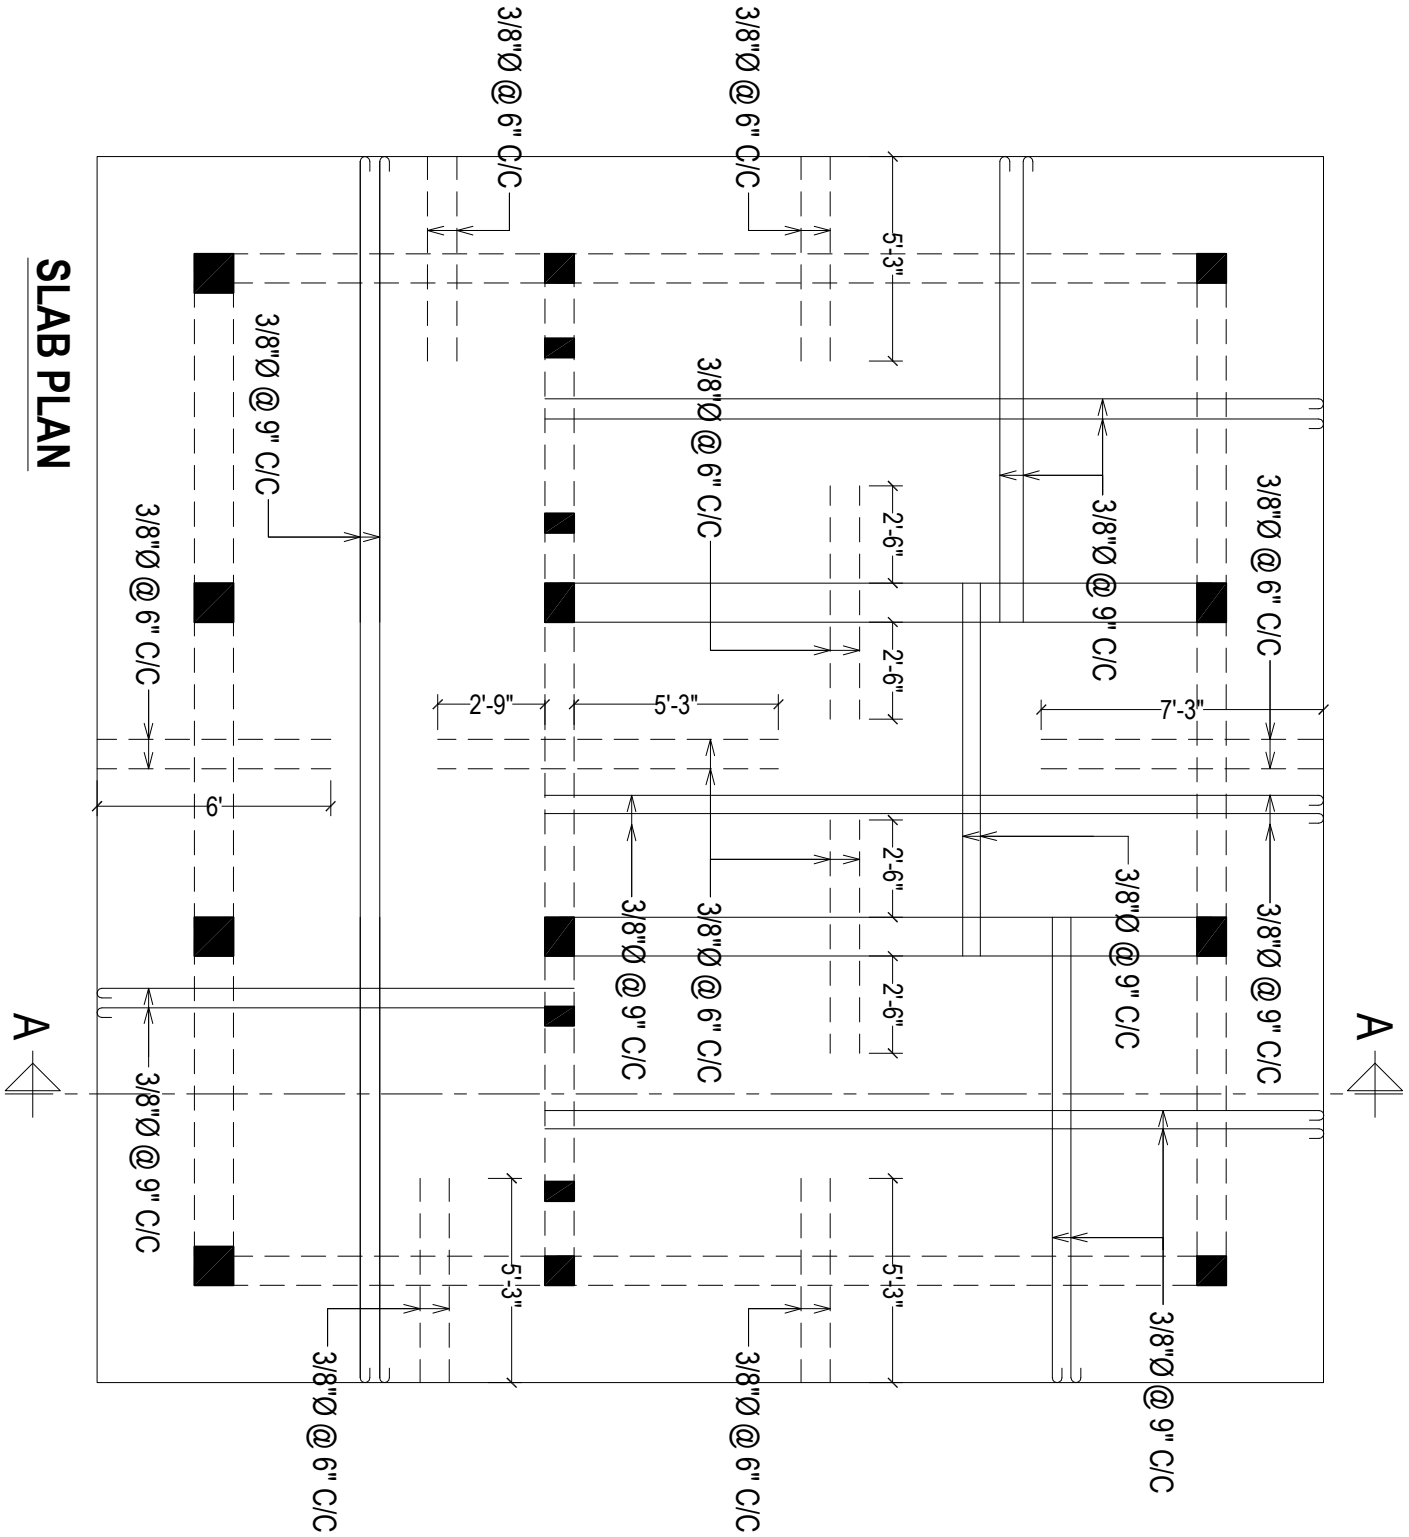 A
3/8"Ø @ 6" C/C
3/8"Ø @ 9" C/C
7'-3"
3/8"Ø @ 9" C/C
3/8"Ø @ 9" C/C
3/8"Ø @ 9" C/C
5'-3"
2'-6"
2'-6"
2'-6"
2'-6"
5'-3"
3/8"Ø @ 6" C/C
3/8"Ø @ 6" C/C
3/8"Ø @ 6" C/C
3/8"Ø @ 6" C/C
5'-3"
3/8"Ø @ 9" C/C
3/8"Ø @ 6" C/C
5'-3"
2'-9"
3/8"Ø @ 6" C/C
3/8"Ø @ 9" C/C
6'
3/8"Ø @ 6" C/C
3/8"Ø @ 9" C/C
SLAB PLAN
A